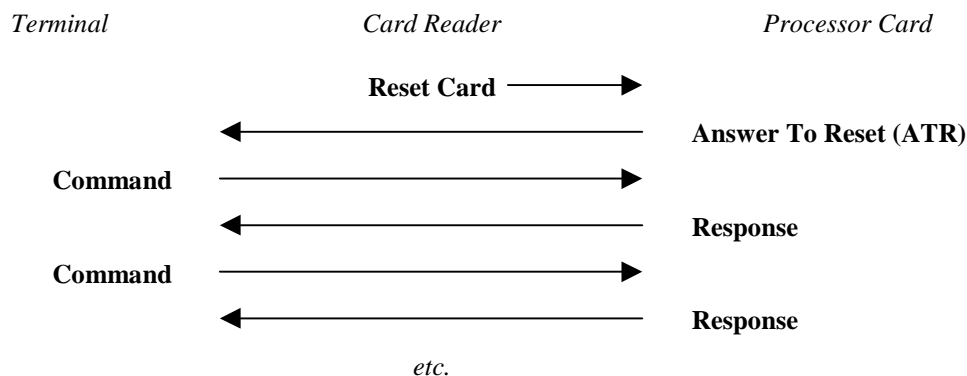 Terminal Card Reader Processor Card
Reset Card
Answer To Reset (ATR)
Command
Response
Command
Response
etc.